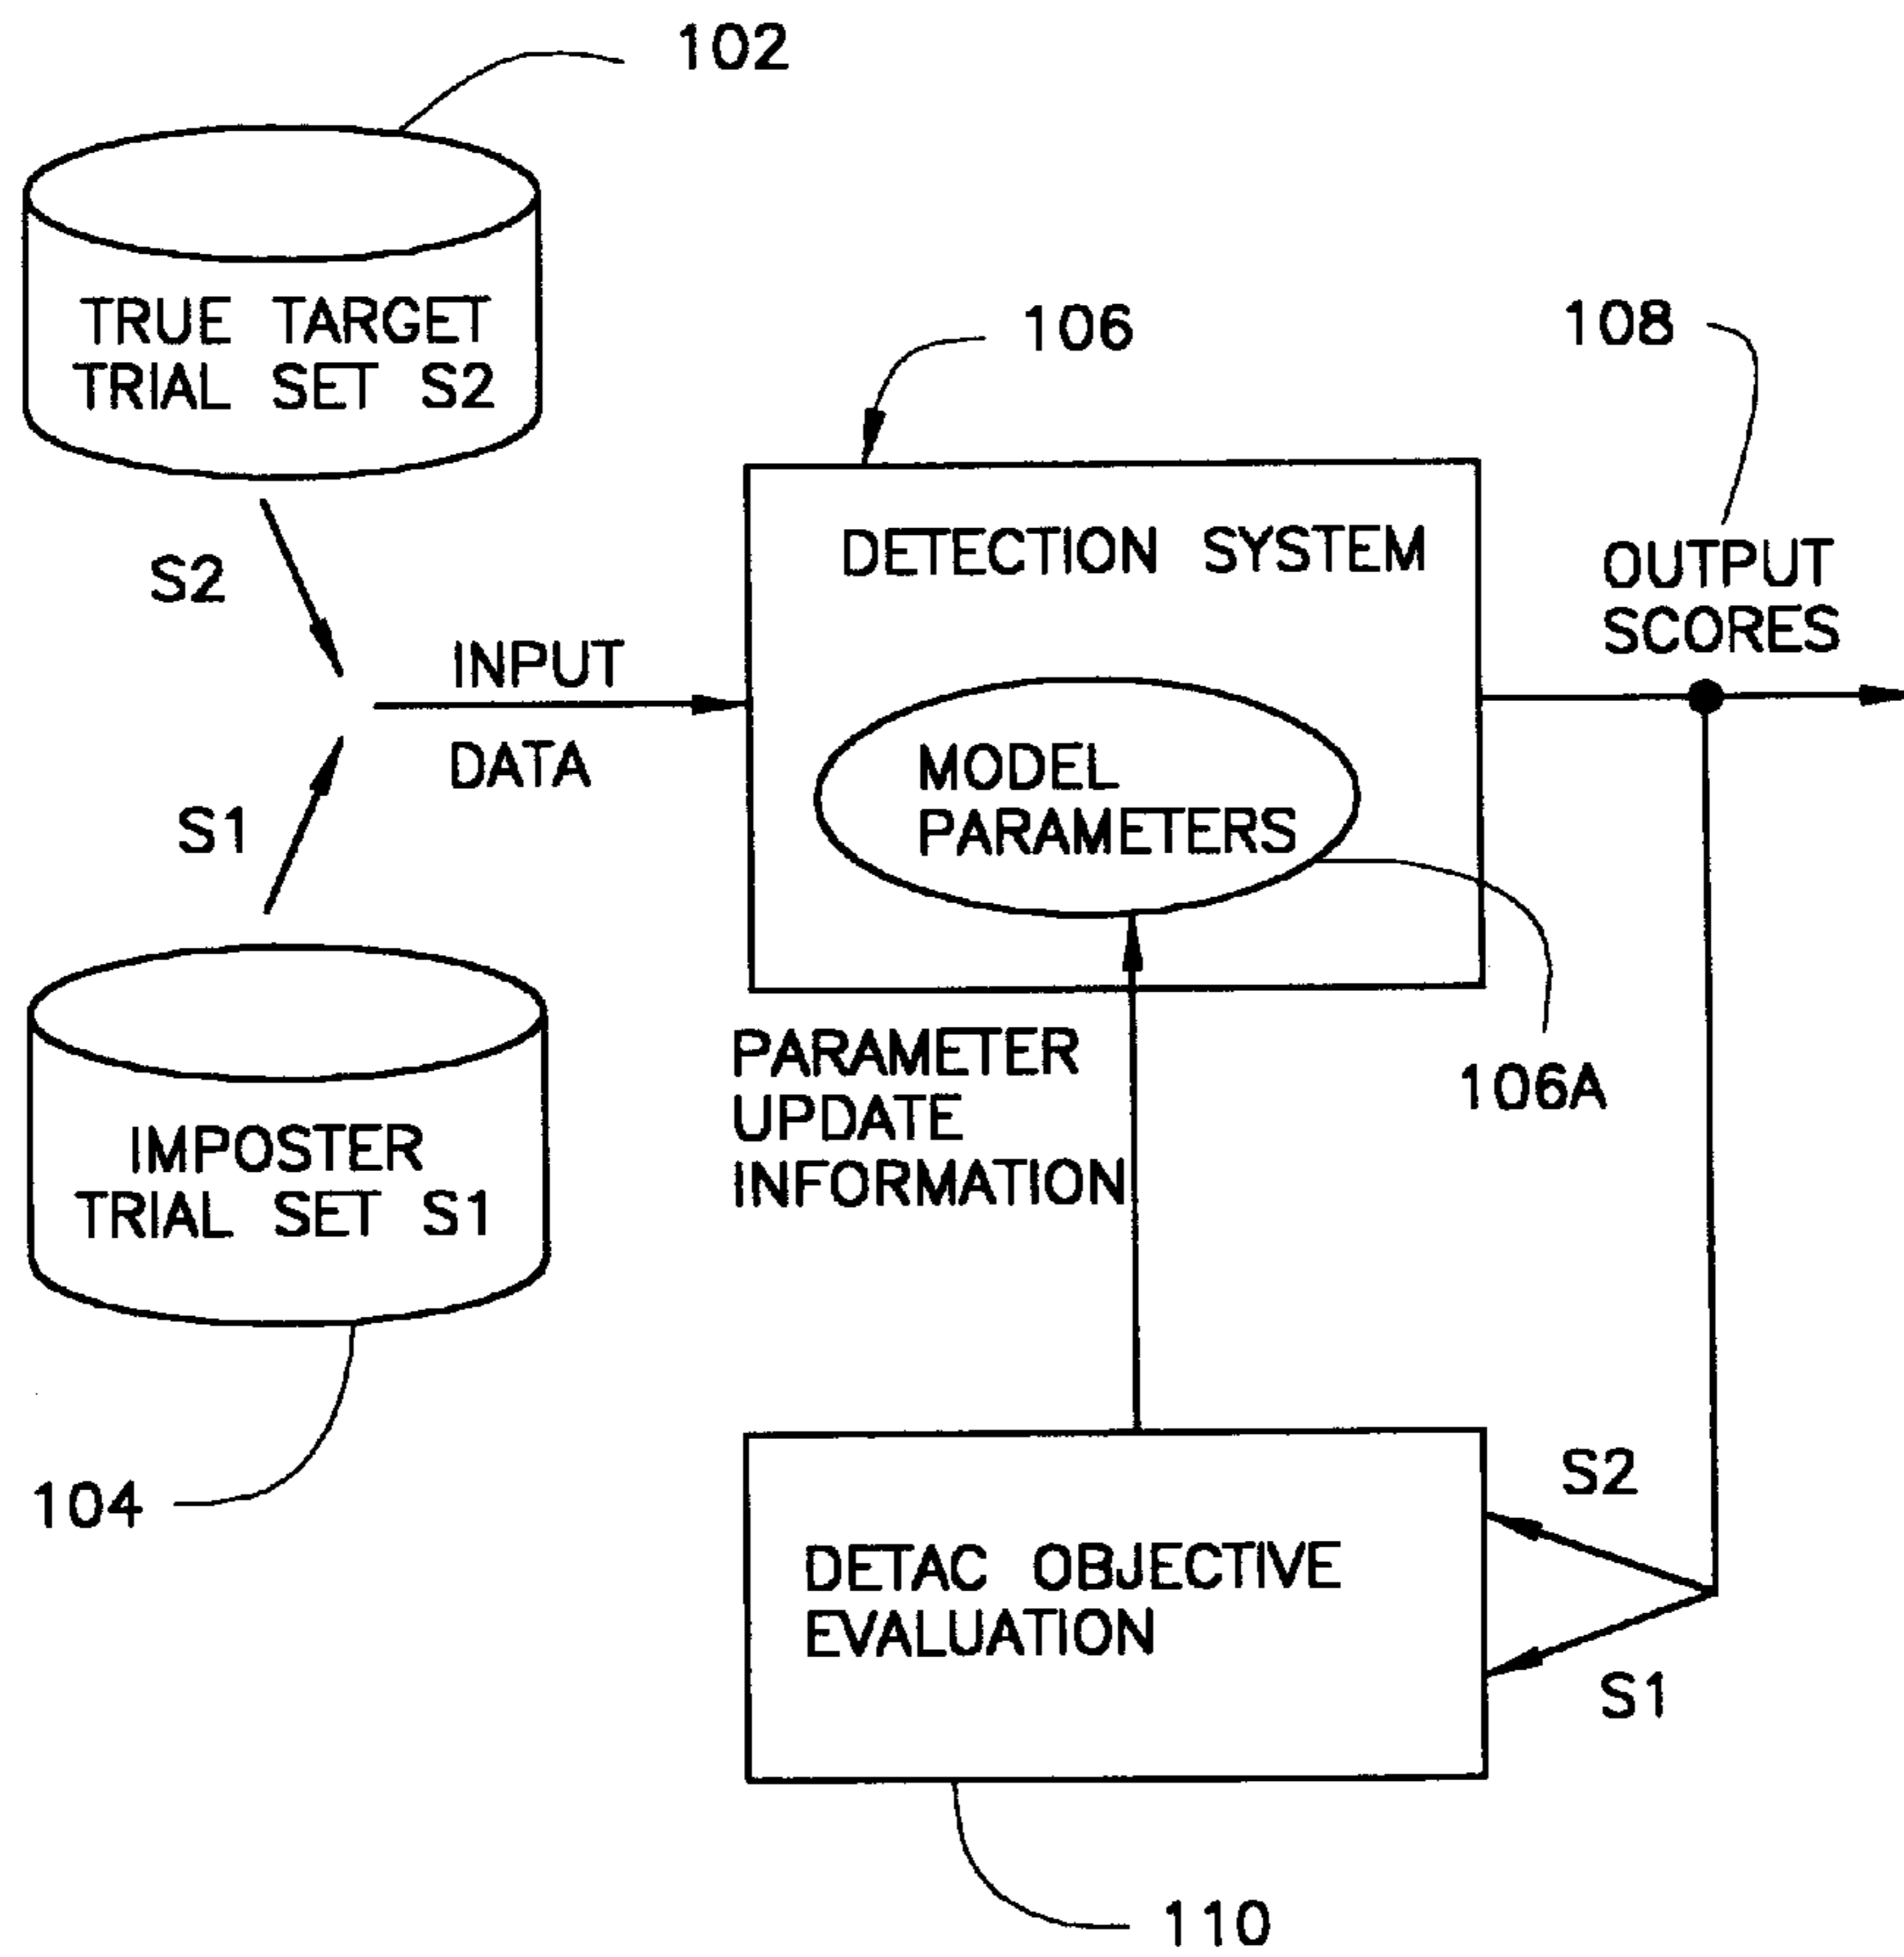 102
TRUE TARGET
TRIAL SET S2
106
108
DETECTION SYSTEM
OUTPUT
SCORES
S2
INPUT
DATA
MODEL
PARAMETERS
S1
106A
PARAMETER
UPDATE
INFORMATION
IMPOSTER
TRIAL SET S1
104
S2
DETAC OBJECTIVE
EVALUATION
S1
110